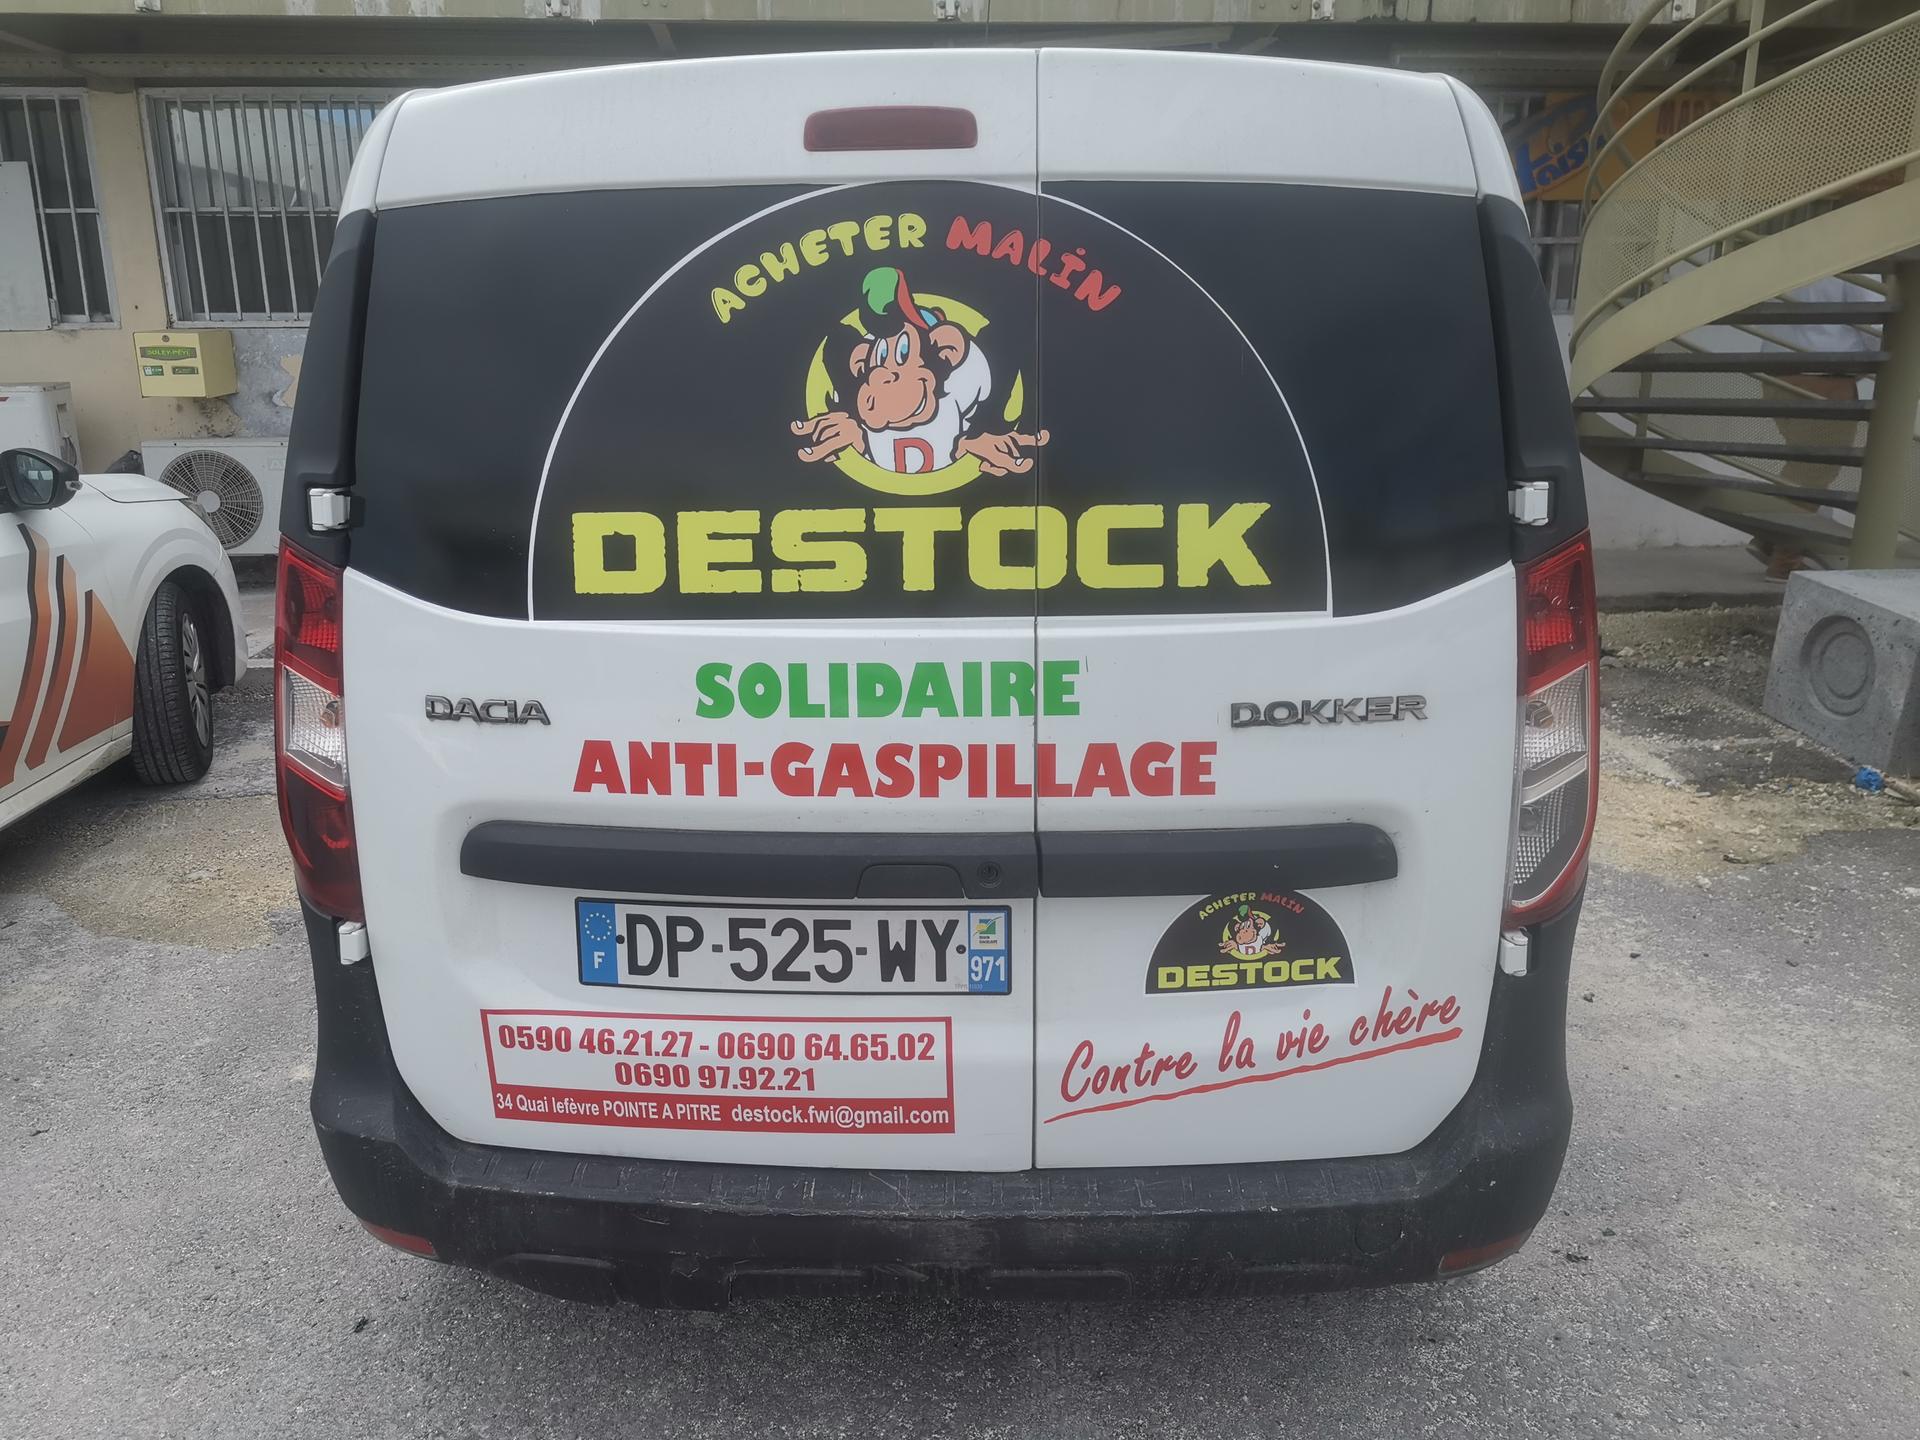 ACHETER MALiN
D
DESTOCK
SOLIDAIRE
DACIA
DOKKER
ANTI-GASPILLAGE
F
DP-525-WY
971
ACHETER MALiN
DESTOCK
0590 46.21.27 - 0690 64.65.02
0690 97.92.21
34 Quai lefèvre POINTE A PITRE destock.fwi@gmail.com
Contre la vie chère